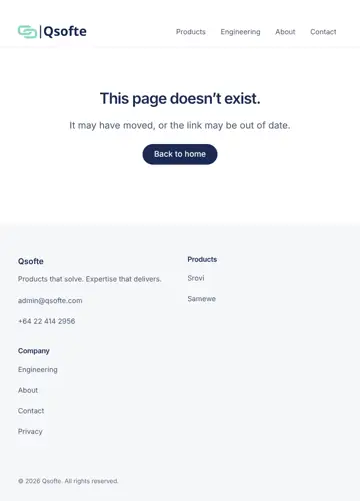 Qsofte
Products Engineering About Contact
This page doesn’t exist.
It may have moved, or the link may be out of date.
Back to home
Qsofte
Products that solve. Expertise that delivers.
admin@qsofte.com
+64 22 414 2956
Products
Srovi
Samewe
Company
Engineering
About
Contact
Privacy
© 2026 Qsofte. All rights reserved.